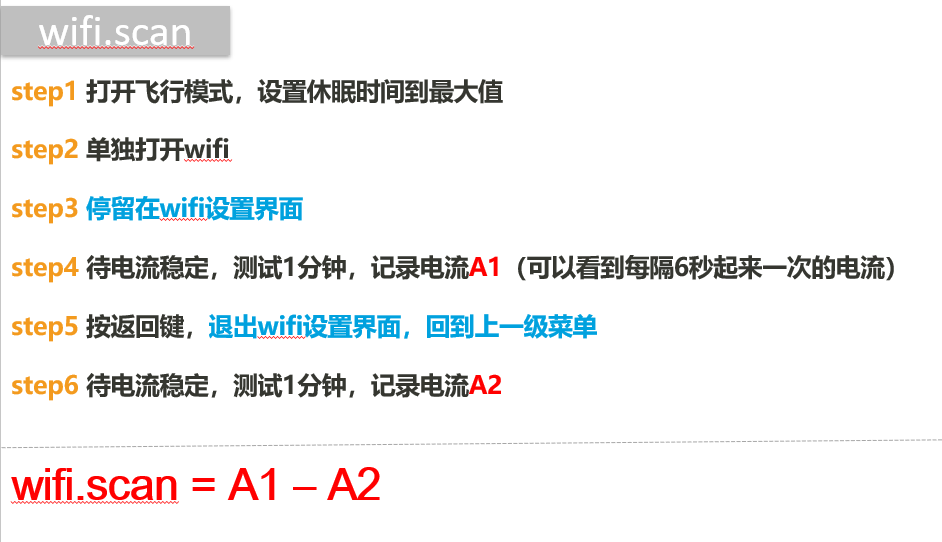 wifi.scan
step1 打开飞行模式，设置休眠时间到最大值
step2 单独打开wifi
step3 停留在wifi设置界面
step4 待电流稳定，测试1分钟，记录电流A1（可以看到每隔6秒起来一次的电流）
step5 按返回键，退出wifi设置界面，回到上一级菜单
step6 待电流稳定，测试1分钟，记录电流A2
wifi.scan = A1 – A2